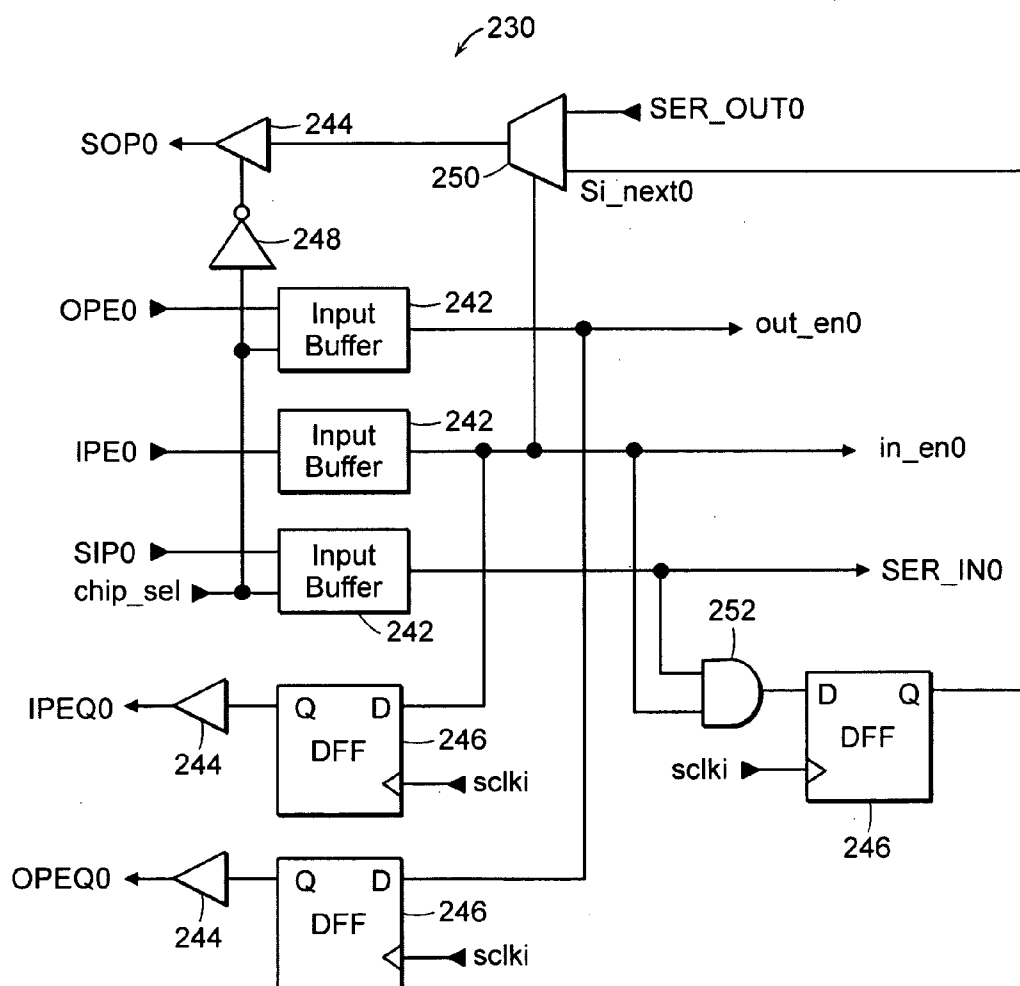 230
244
SER_OUT0
SOP0
250
Si_next0
248
OPE0
Input
Buffer
242
out_en0
IPE0
Input
Buffer
242
in_en0
SIP0
Input
Buffer
SER_IN0
chip_sel
242
252
IPEQ0
Q D
DFF
246
D Q
DFF
244
sclki
sclki
246
OPEQ0
Q D
DFF
246
244
sclki